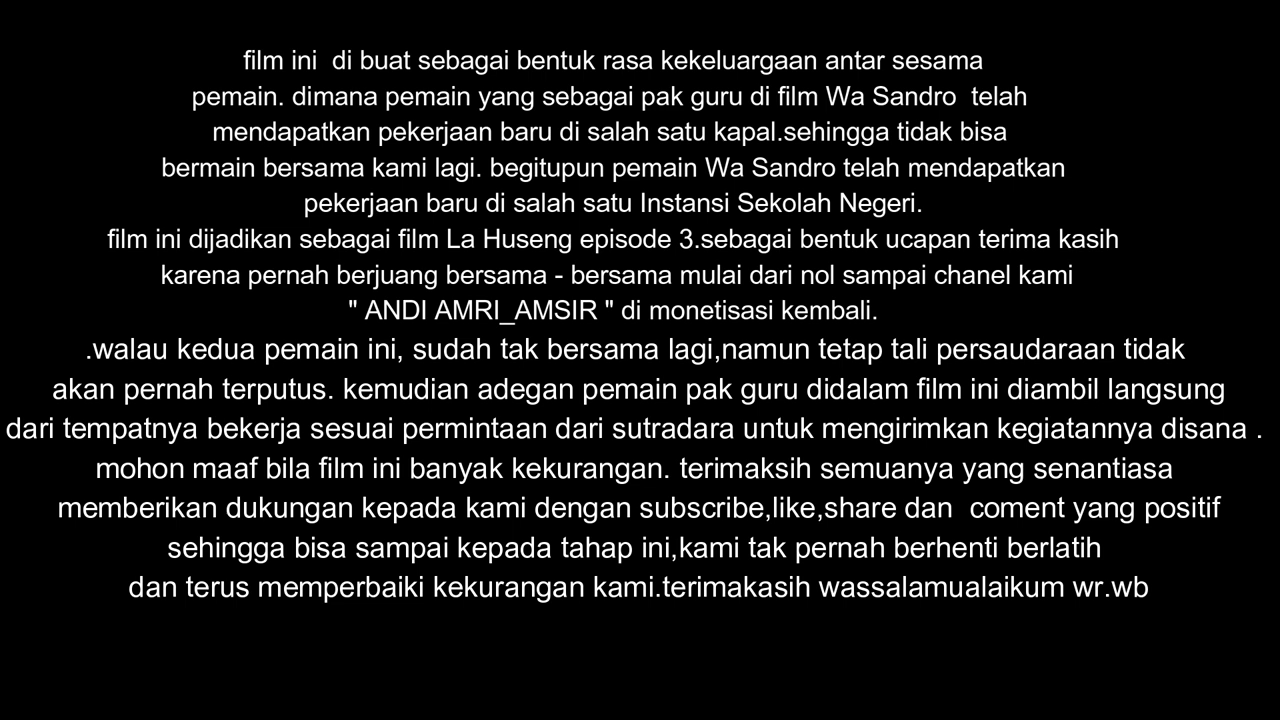 film ini  di buat sebagai bentuk rasa kekeluargaan antar sesama
pemain. dimana pemain yang sebagai pak guru di film Wa Sandro  telah
mendapatkan pekerjaan baru di salah satu kapal.sehingga tidak bisa
bermain bersama kami lagi. begitupun pemain Wa Sandro telah mendapatkan
pekerjaan baru di salah satu Instansi Sekolah Negeri.
film ini dijadikan sebagai film La Huseng episode 3.sebagai bentuk ucapan terima kasih
karena pernah berjuang bersama - bersama mulai dari nol sampai chanel kami
" ANDI AMRI_AMSIR " di monetisasi kembali.
.walau kedua pemain ini, sudah tak bersama lagi,namun tetap tali persaudaraan tidak
akan pernah terputus. kemudian adegan pemain pak guru didalam film ini diambil langsung
dari tempatnya bekerja sesuai permintaan dari sutradara untuk mengirimkan kegiatannya disana .
mohon maaf bila film ini banyak kekurangan. terimaksih semuanya yang senantiasa
memberikan dukungan kepada kami dengan subscribe,like,share dan  coment yang positif
sehingga bisa sampai kepada tahap ini,kami tak pernah berhenti berlatih
dan terus memperbaiki kekurangan kami.terimakasih wassalamualaikum wr.wb